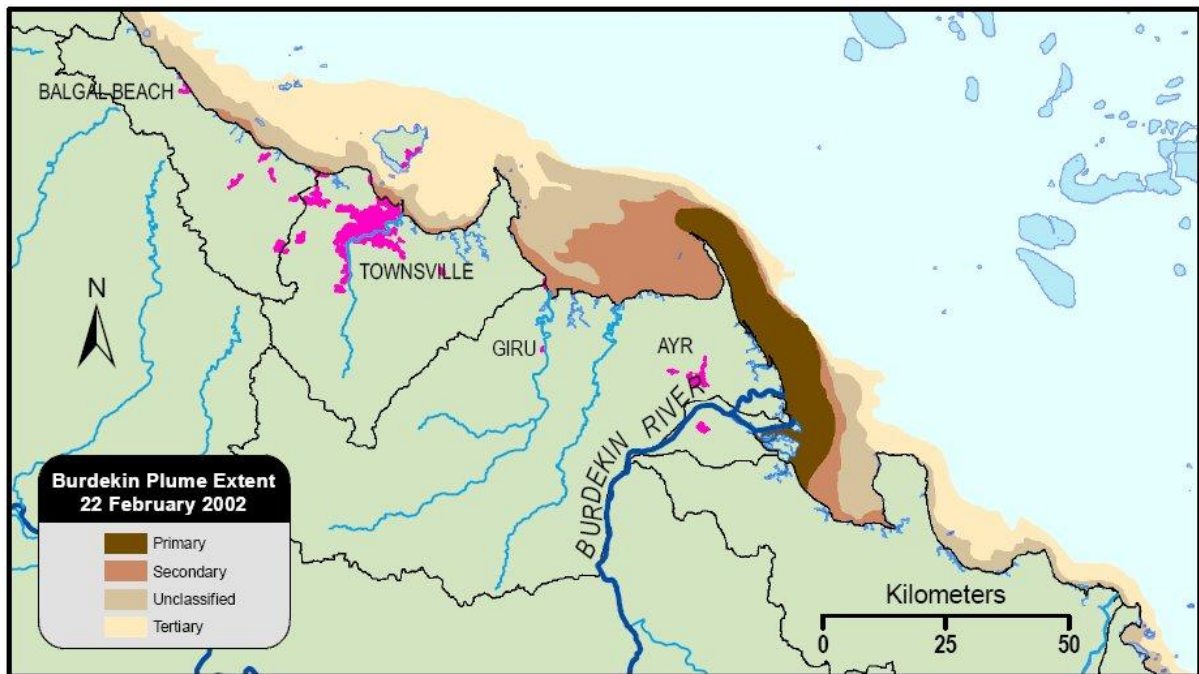 BALGAL BEACH
TOWNSVILLE
N
GIRU
AYR
BURDEKIN RIVER
Burdekin Plume Extent
22 February 2002
Primary
Secondary
Unclassified
Tertiary
Kilometers
0 25 50